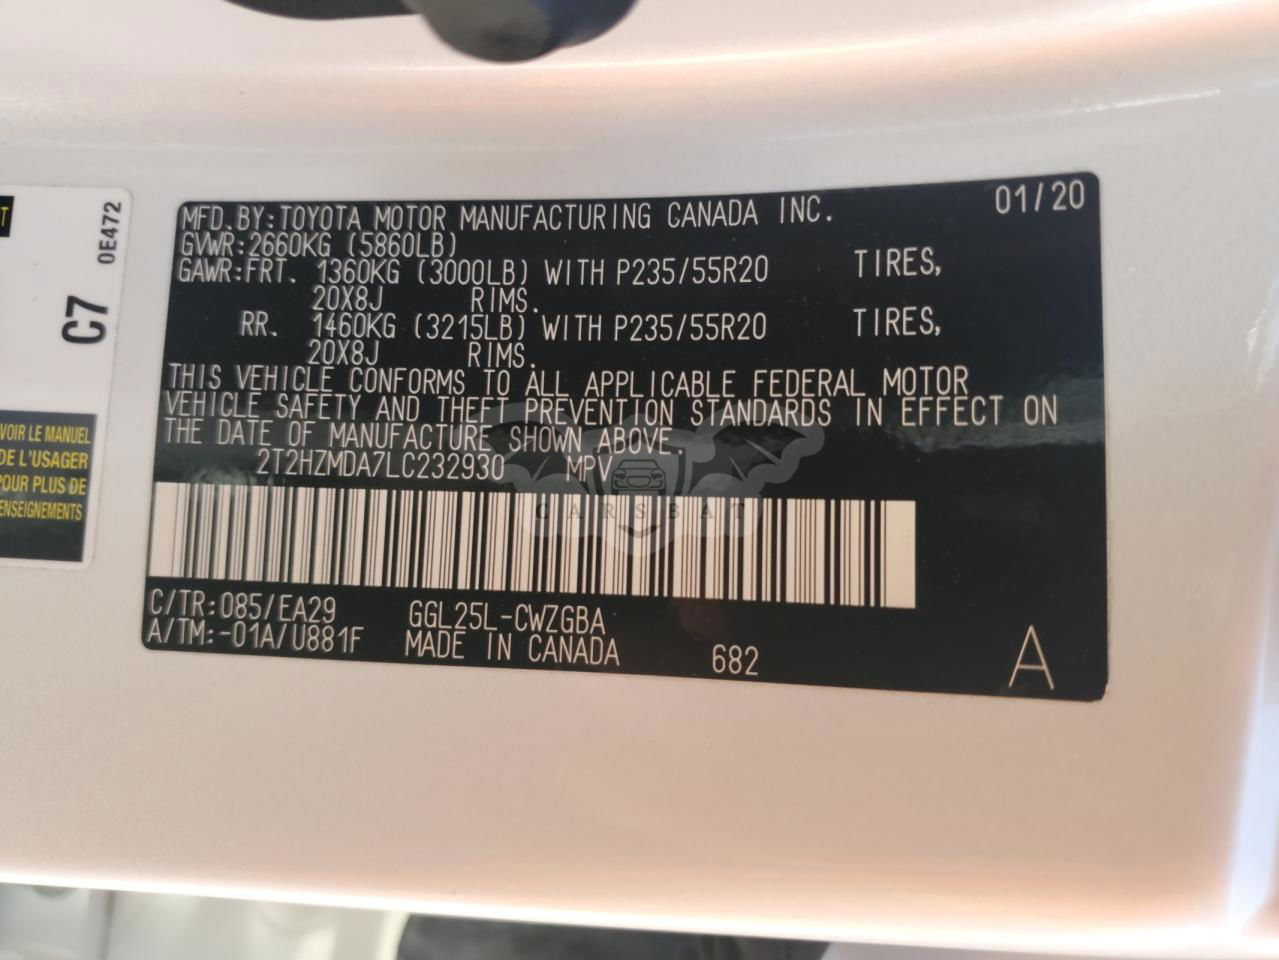 MFD.BY:TOYOTA MOTOR MANUFACTURING CANADA INC. 01/20
GVWR:2660KG (5860LB)
GAWR:FRT. 1360KG (3000LB) WITH P235/55R20 TIRES,
20X8J RIMS.
RR. 1460KG (3215LB) WITH P235/55R20 TIRES,
20X8J RIMS.
THIS VEHICLE CONFORMS TO ALL APPLICABLE FEDERAL MOTOR
VEHICLE SAFETY AND THEFT PREVENTION STANDARDS IN EFFECT ON
THE DATE OF MANUFACTURE SHOWN ABOVE.
2T2HZMDA7LC232930 MPV
CARSBAT
C/TR:085/EA29 GGL25L-CWZGBA
A/TM:-01A/U881F MADE IN CANADA 682 A
0E472
C7
VOIR LE MANUEL
DE L'USAGER
POUR PLUS DE